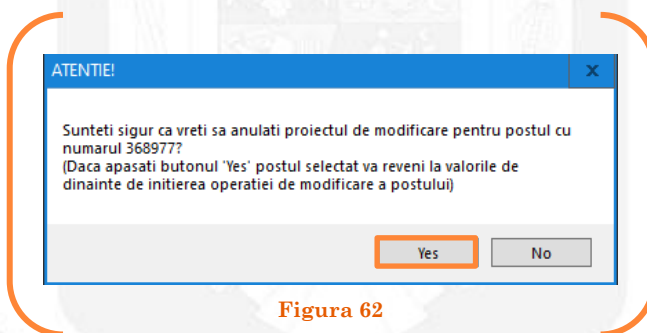 ATENTIE!
x
Sunteti sigur ca vreti sa anulati proiectul de modificare pentru postul cu
numarul 368977?
(Daca apasati butonul 'Yes' postul selectat va reveni la valorile de
dinainte de initierea operatiei de modificare a postului)
Yes No
Figura 62